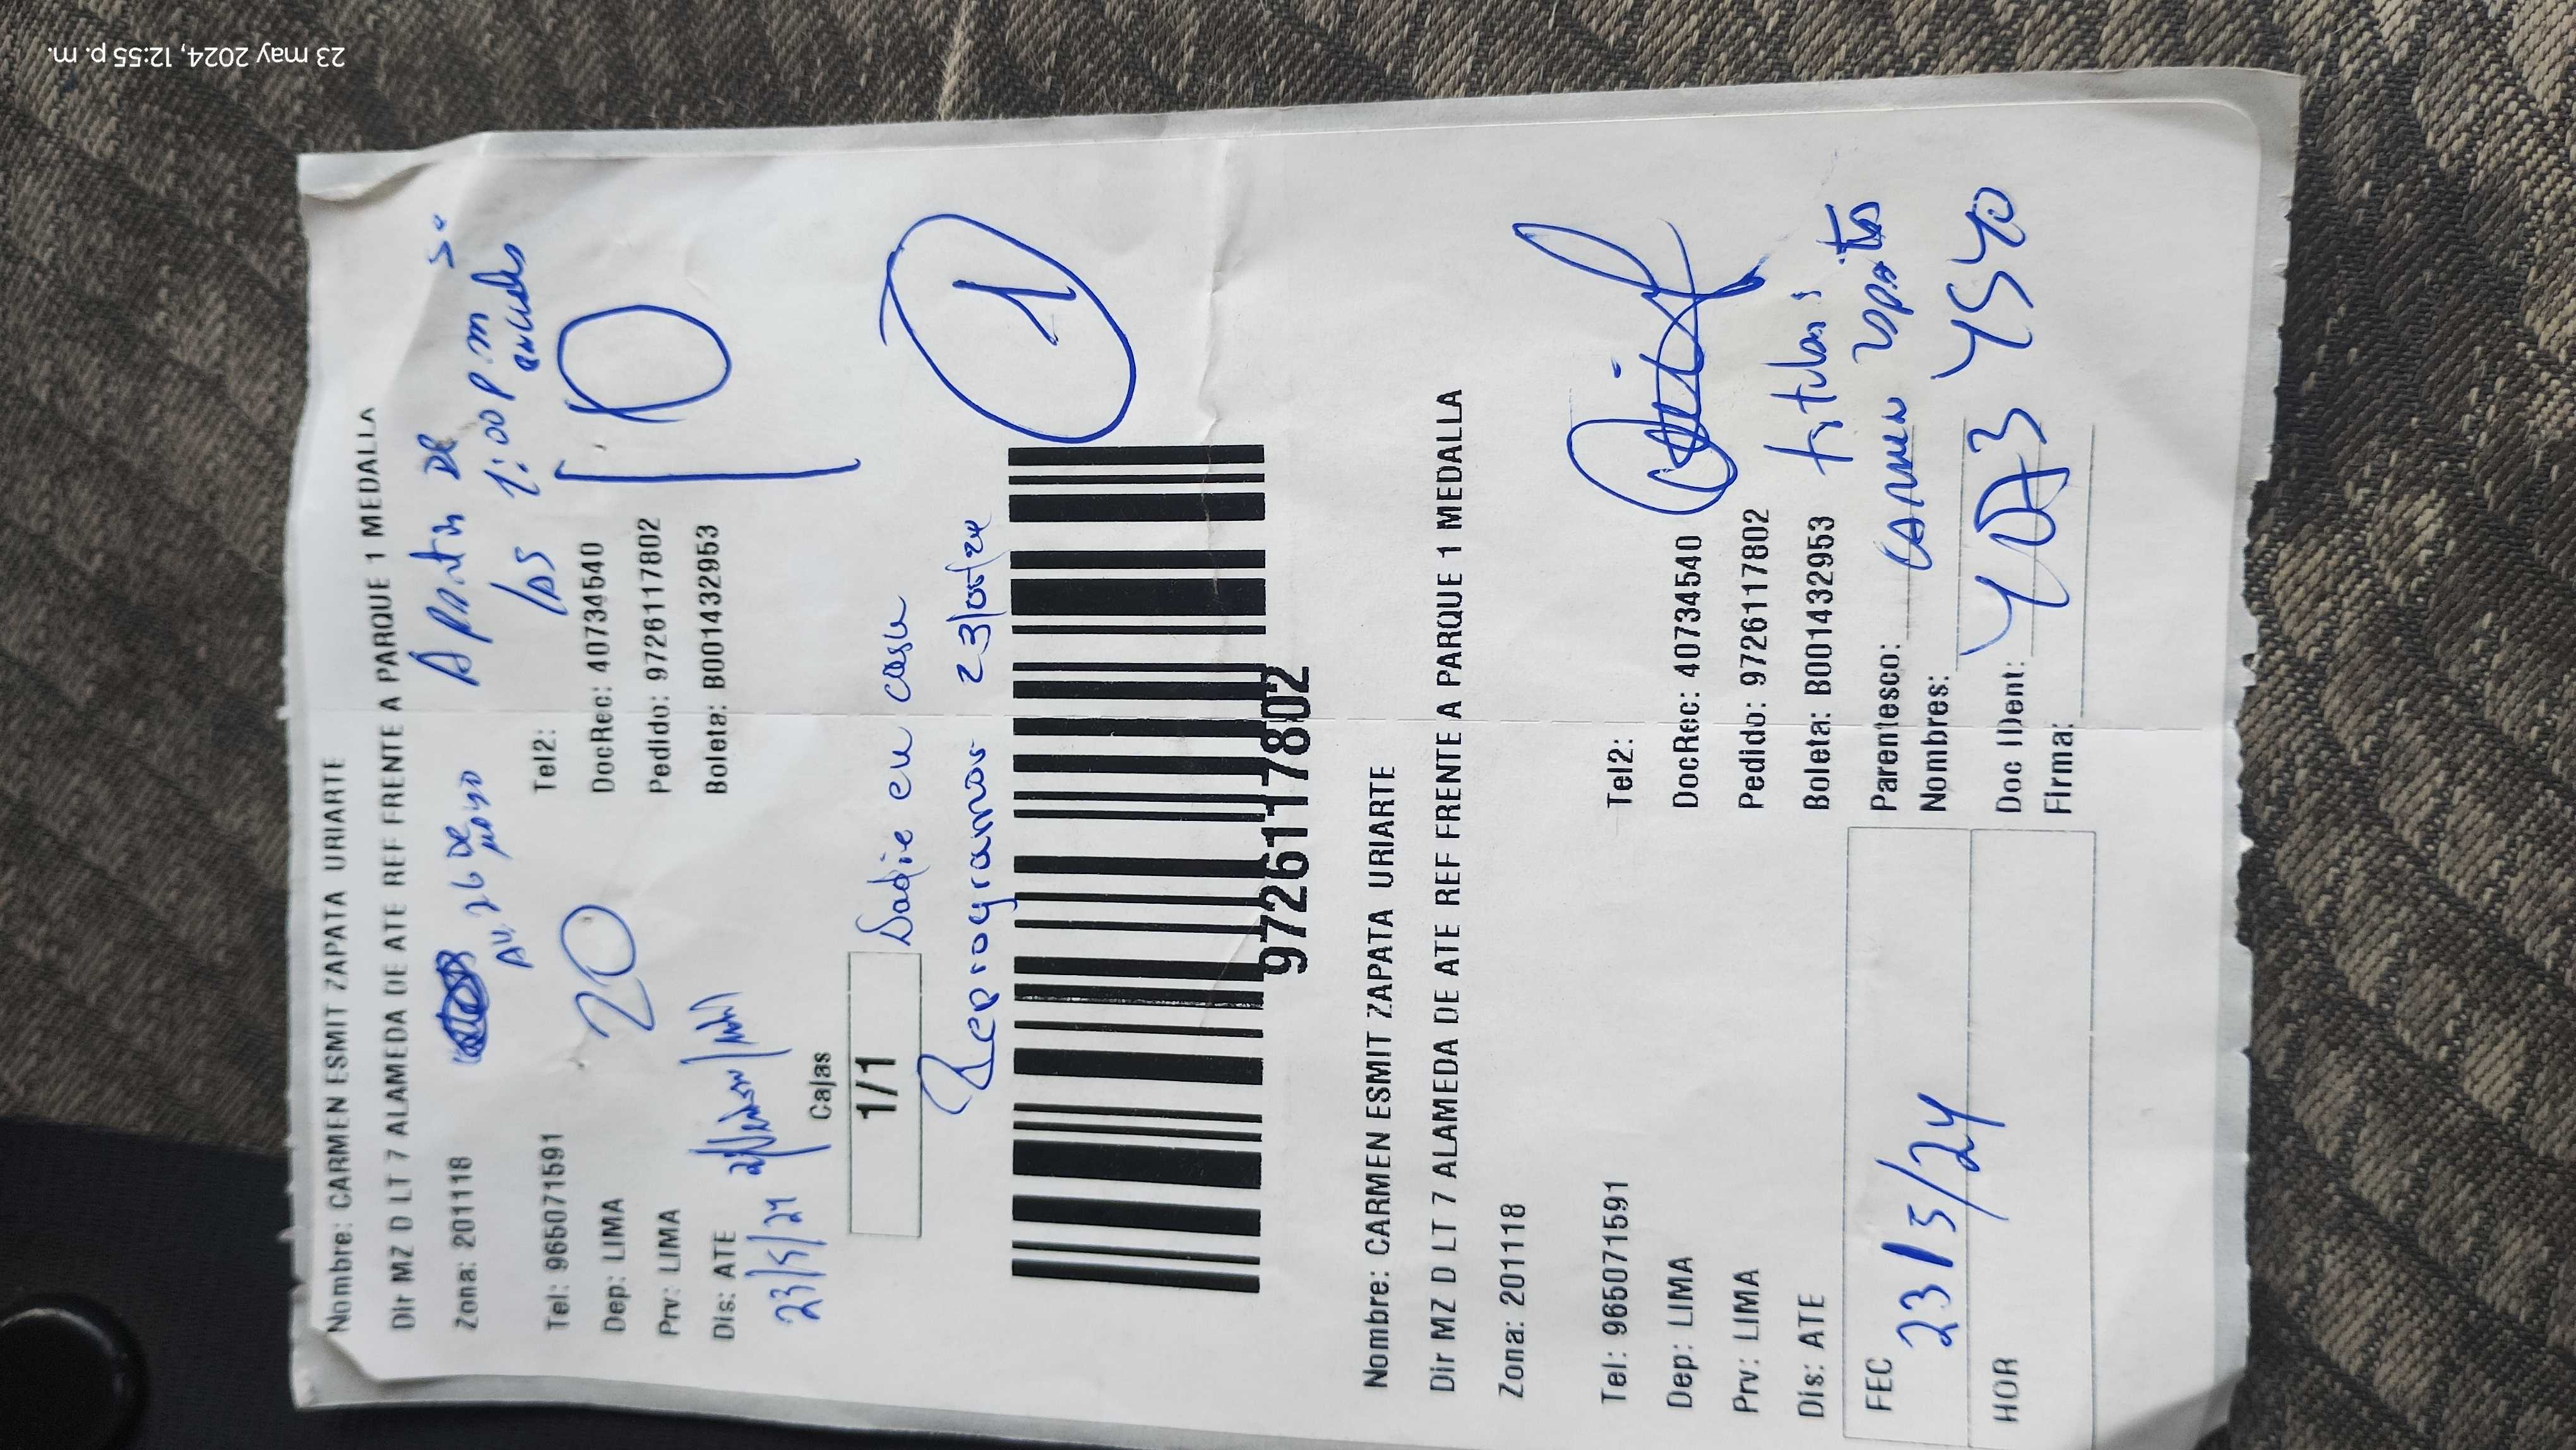 23 may 2024, 12:55 p. m.
Nombre: CARMEN ESMIT ZAPATA URIARTE
Dir MZ D LT 7 ALAMEDA DE ATE REF FRENTE A PARQUE 1 MEDALLA
Zona: 201118
AV. 26 DE MAYO
A PARTIR DE
LAS 1:00 P m
Tel: 965071591
Tel2:
20
Dep: LIMA
DocRec: 40734540
Prv: LIMA
Pedido: 9726117802
Dis: ATE
Boleta: B001432953
23/5/24
Cajas
1/1
Nadie en casa
Reprogramar 23/05/24
1
9726117802
Nombre: CARMEN ESMIT ZAPATA URIARTE
Dir MZ D LT 7 ALAMEDA DE ATE REF FRENTE A PARQUE 1 MEDALLA
Zona: 201118
Tel: 965071591
Tel2:
Dep: LIMA
DocRec: 40734540
Prv: LIMA
Pedido: 9726117802
Dis: ATE
Boleta: B001432953
titular
FEC 23/5/24
Parentesco:
Carmen Zapata
Nombres:
HOR
Doc IDent: 4073 4540
Firma: